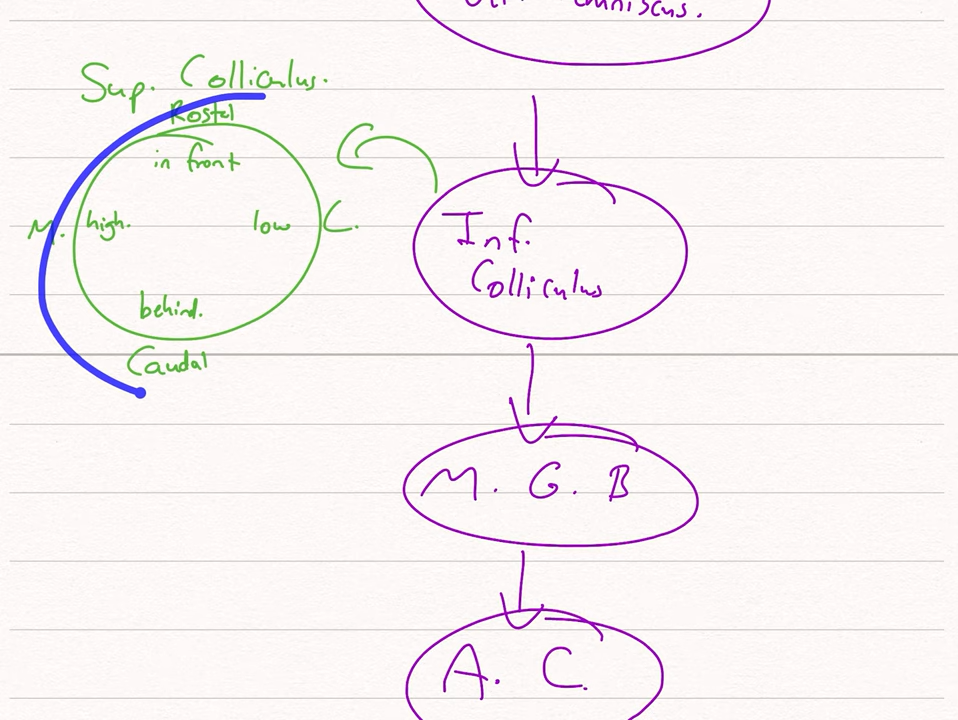 Sup. Colliculus.
Rostal
in front
M. high. low C.
behind.
Caudal
Inf.
Colliculus
M. G. B
A. C.